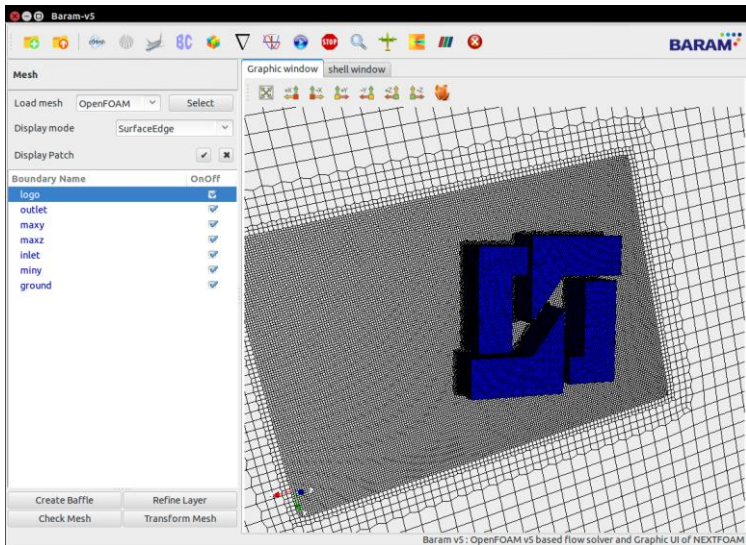 Baram-v5
BC
STOP
BARAM
Mesh
Graphic window
shell window
Load mesh
OpenFOAM
Select
Display mode
SurfaceEdge
Display Patch
Boundary Name
OnOff
logo
outlet
maxy
maxz
inlet
miny
ground
Create Baffle
Refine Layer
Check Mesh
Transform Mesh
Baram v5 : OpenFOAM v5 based flow solver and Graphic UI of NEXTFOAM